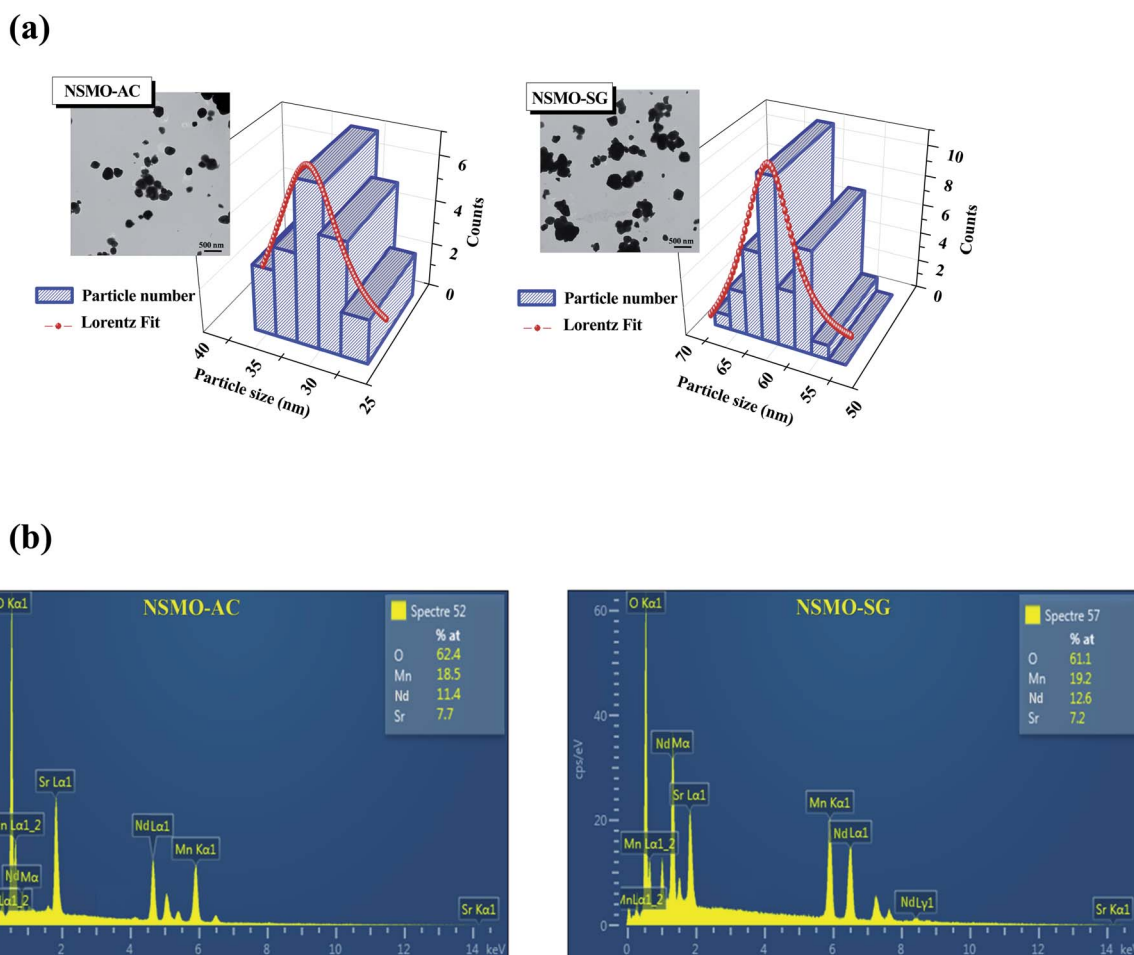 (a)
NSMO-AC
500 nm
Particle number
Lorentz Fit
40
35
30
25
Particle size (nm)
0
2
4
6
Counts
NSMO-SG
500 nm
Particle number
Lorentz Fit
70
65
60
55
50
Particle size (nm)
0
2
4
6
8
10
Counts
(b)
NSMO-AC
O Kα1
Spectre 52
% at
O 62.4
Mn 18.5
Nd 11.4
Sr 7.7
Sr Lα1
n Lα1_2
Nd Lα1
Mn Kα1
Nd Mα
Lα1_2
Sr Kα1
2 4 6 8 10 12 14 keV
NSMO-SG
O Kα1
Spectre 57
% at
O 61.1
Mn 19.2
Nd 12.6
Sr 7.2
60
40
20
0
cps/eV
Nd Mα
Sr Lα1
Mn Kα1
Mn Lα1_2
Nd Lα1
MnLα1_2
Nd Lγ1
Sr Kα1
0 2 4 6 8 10 12 14 keV